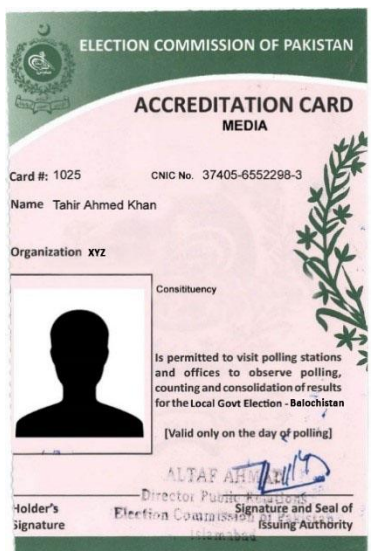 ELECTION COMMISSION OF PAKISTAN
ACCREDITATION CARD
MEDIA
Card #: 1025 CNIC No. 37405-6552298-3
Name Tahir Ahmed Khan
Organization XYZ
Consitituency
Is permitted to visit polling stations
and offices to observe polling,
counting and consolidation of results
for the Local Govt Election - Balochistan
[Valid only on the day of polling]
ALTAF AHMAD
Director Public Relations
Holder's Signature and Seal of
Election Commission of Pakistan
Signature Issuing Authority
Islamabad